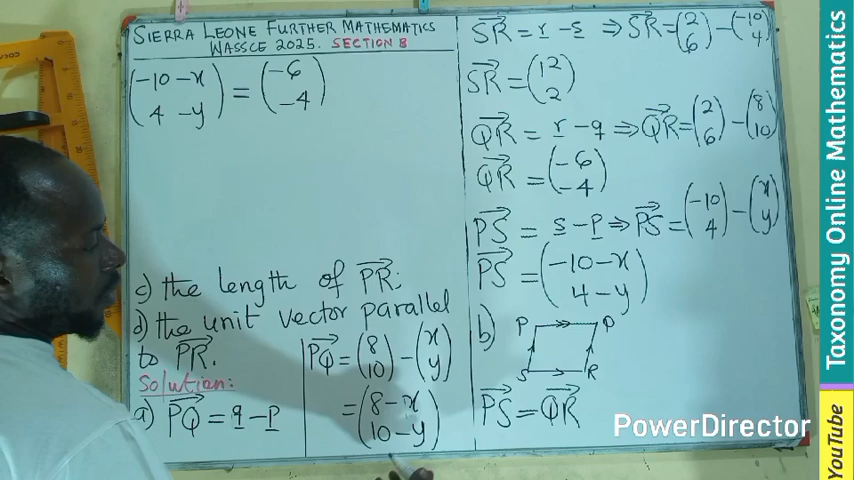 SIERRA LEONE FURTHER MATHEMATICS
WASSCE 2025. SECTION B
(-10 - x
4 - y) = (-6
-4)
c) the length of PR;
d) the unit vector parallel
to PR.
Solution:
a) PQ = q - p
PQ = (8
10) - (x
y)
= (8 - x
10 - y)
SR = r - s ⇒ SR = (2
6) - (-10
4)
SR = (12
2)
QR = r - q ⇒ QR = (2
6) - (8
10)
QR = (-6
-4)
PS = s - p ⇒ PS = (-10
4) - (x
y)
PS = (-10 - x
4 - y)
b) P
S R
PS = QR
PowerDirector
Taxonomy Online Mathematics
YouTube